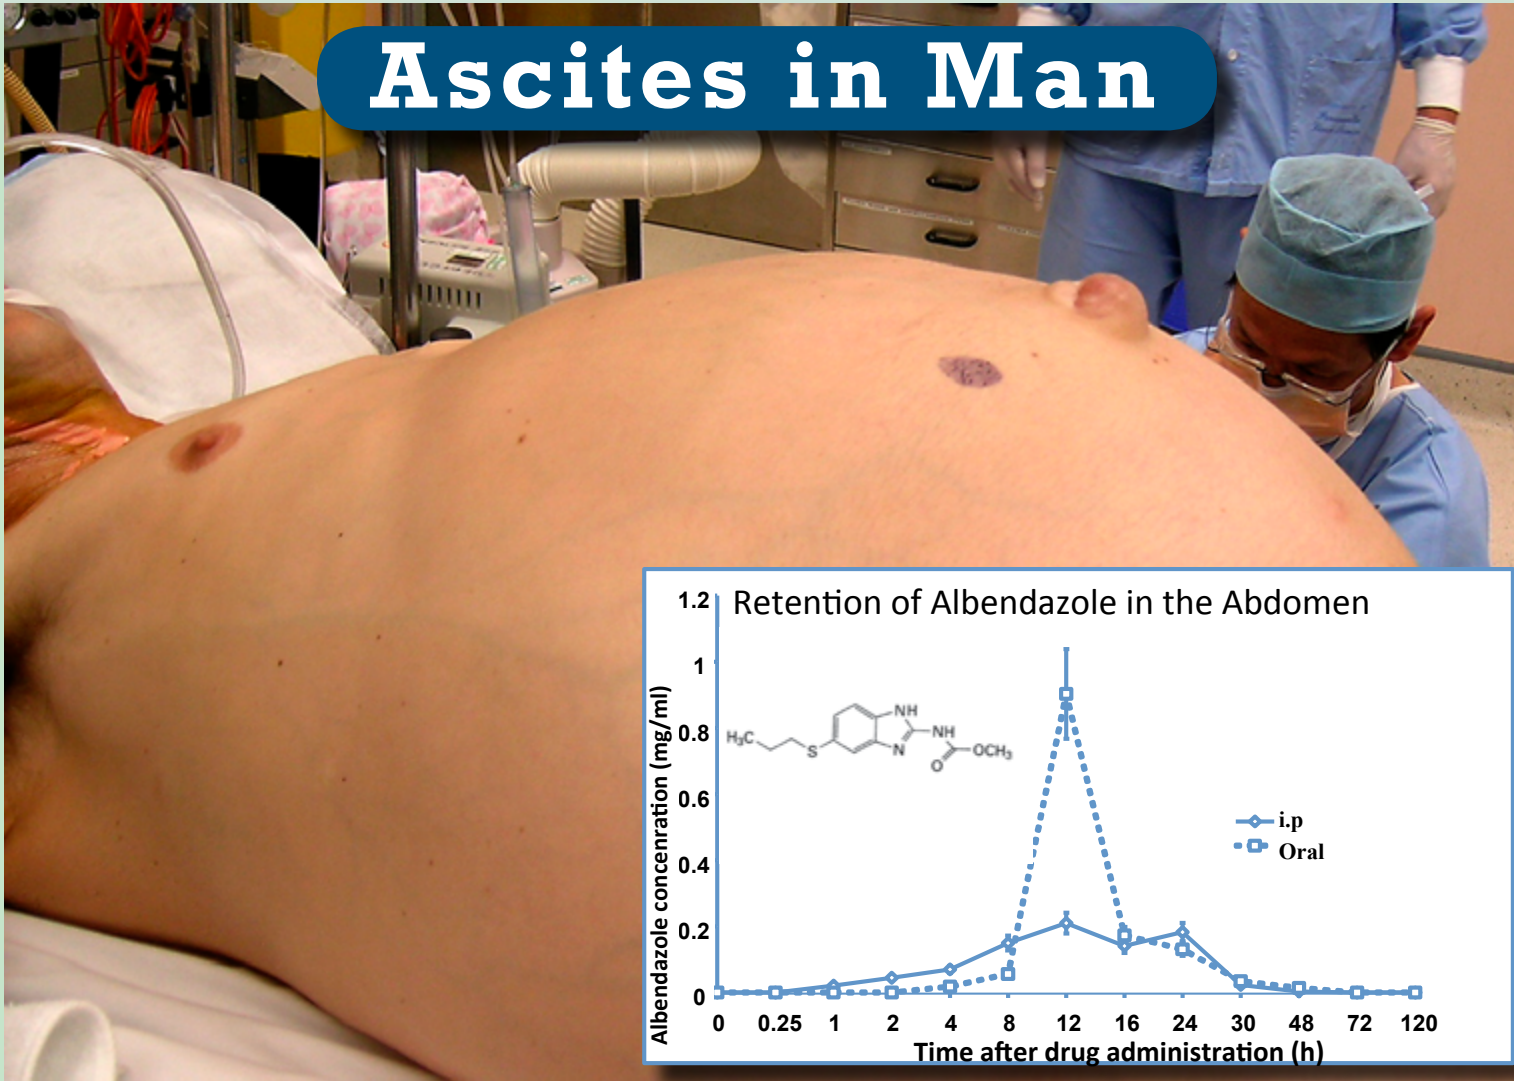 Ascites in Man
Retention of Albendazole in the Abdomen
1.2
1
0.8
0.6
0.4
0.2
0
Albendazole concenration (mg/ml)
H₃C
S
NH
N
NH
O
OCH₃
i.p
Oral
0 0.25 1 2 4 8 12 16 24 30 48 72 120
Time after drug administration (h)